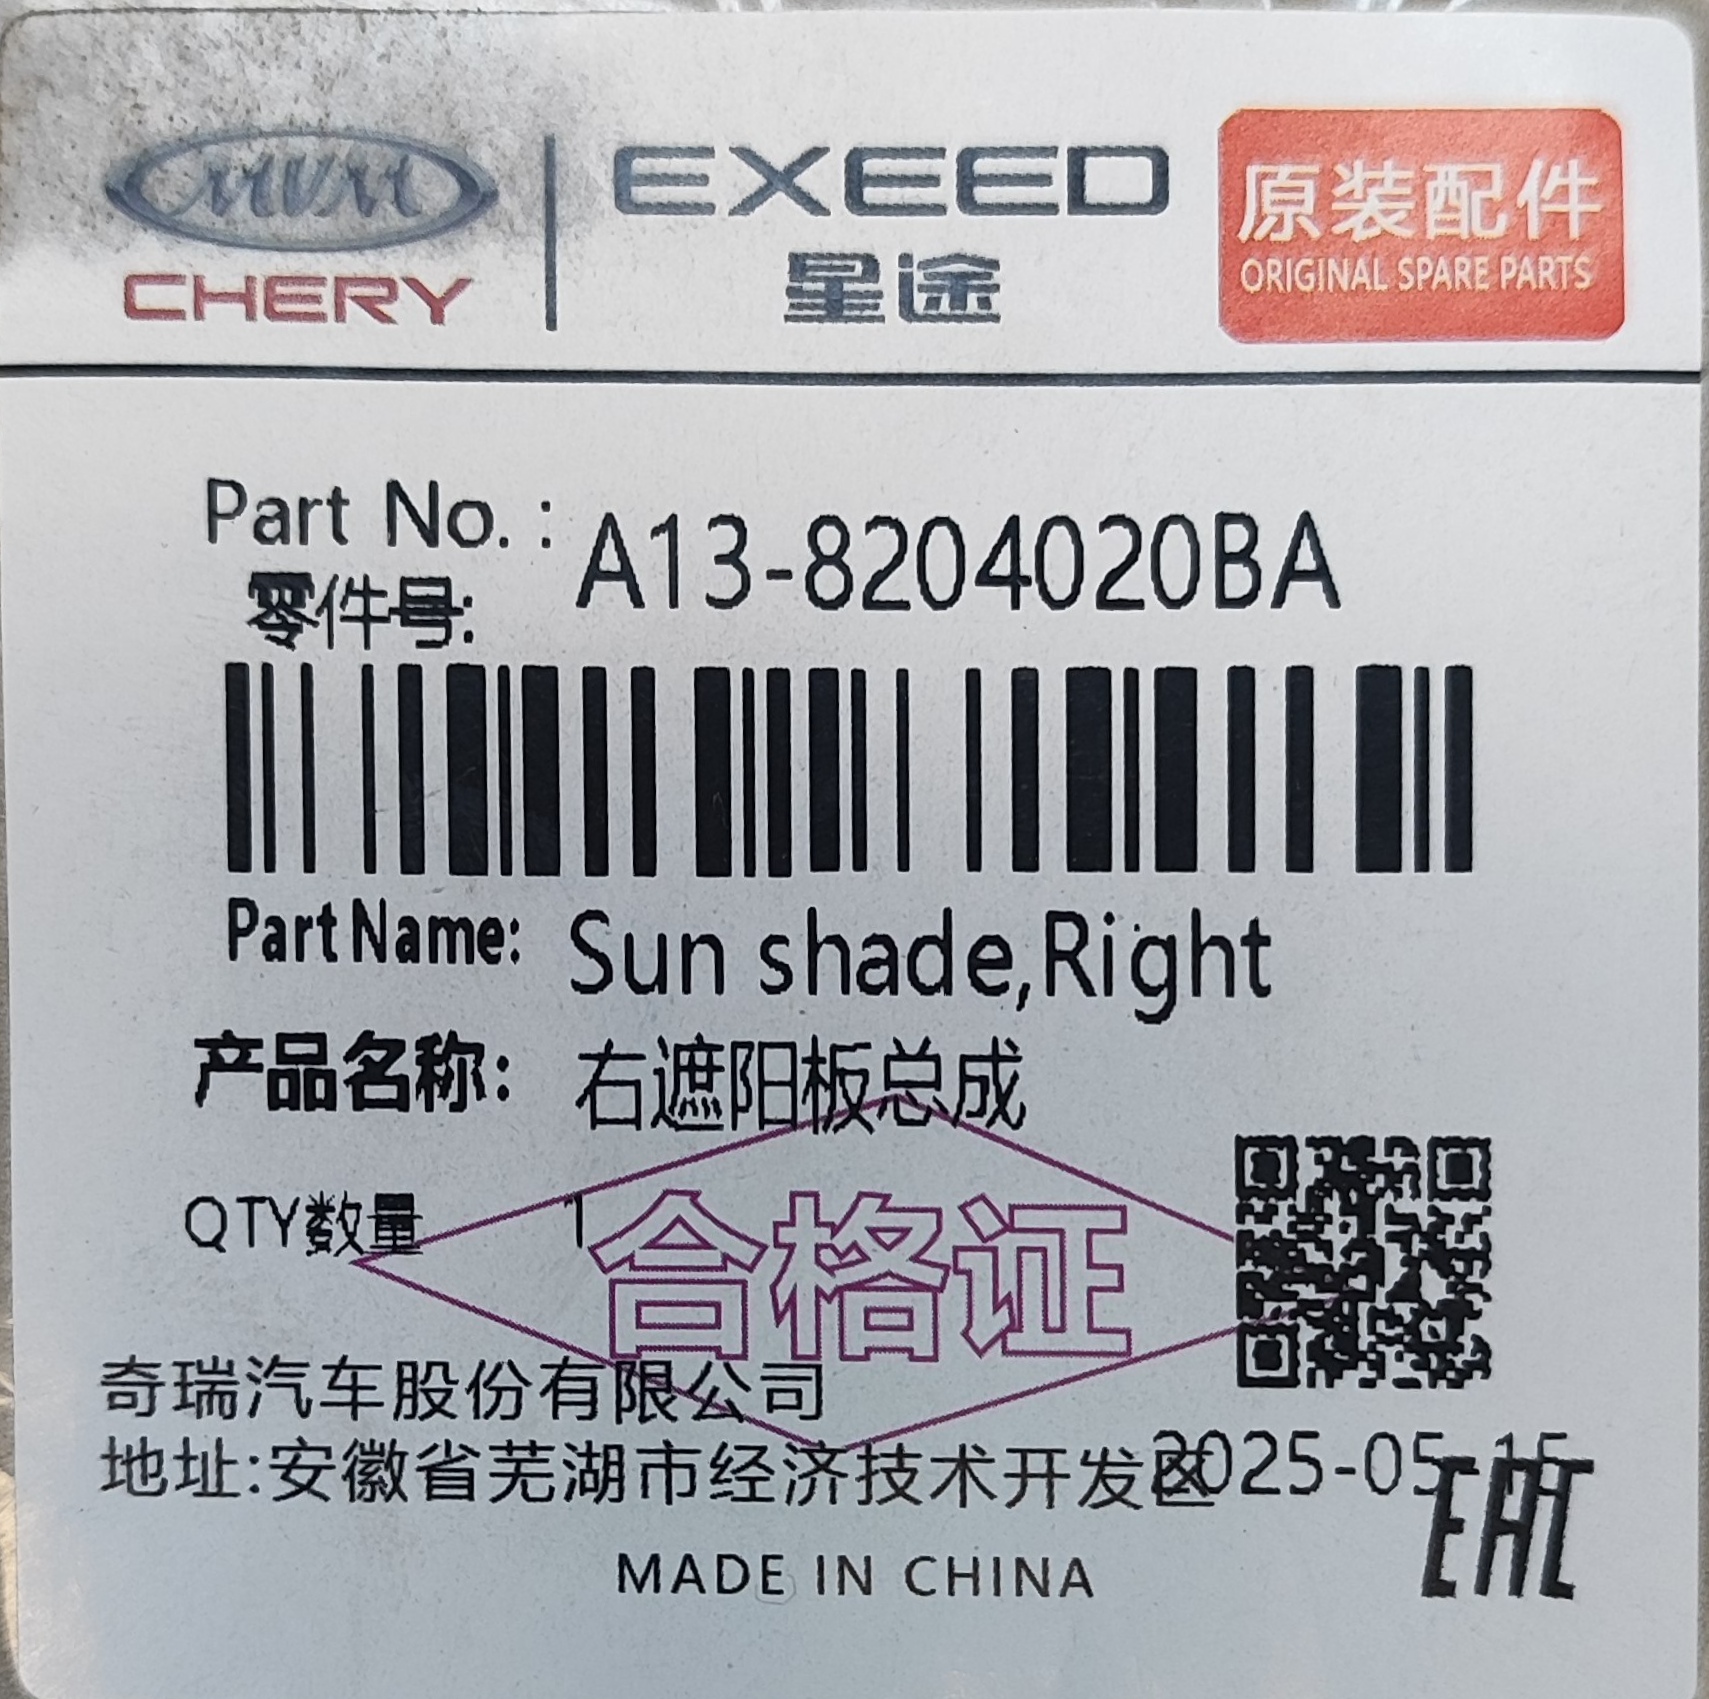 MVM
CHERY
EXEED
星途
原装配件
ORIGINAL SPARE PARTS
Part No. : A13-8204020BA
零件号:
Part Name: Sun shade,Right
产品名称: 右遮阳板总成
QTY数量 1
合格证
奇瑞汽车股份有限公司
地址:安徽省芜湖市经济技术开发区
2025-05-15
EAC
MADE IN CHINA